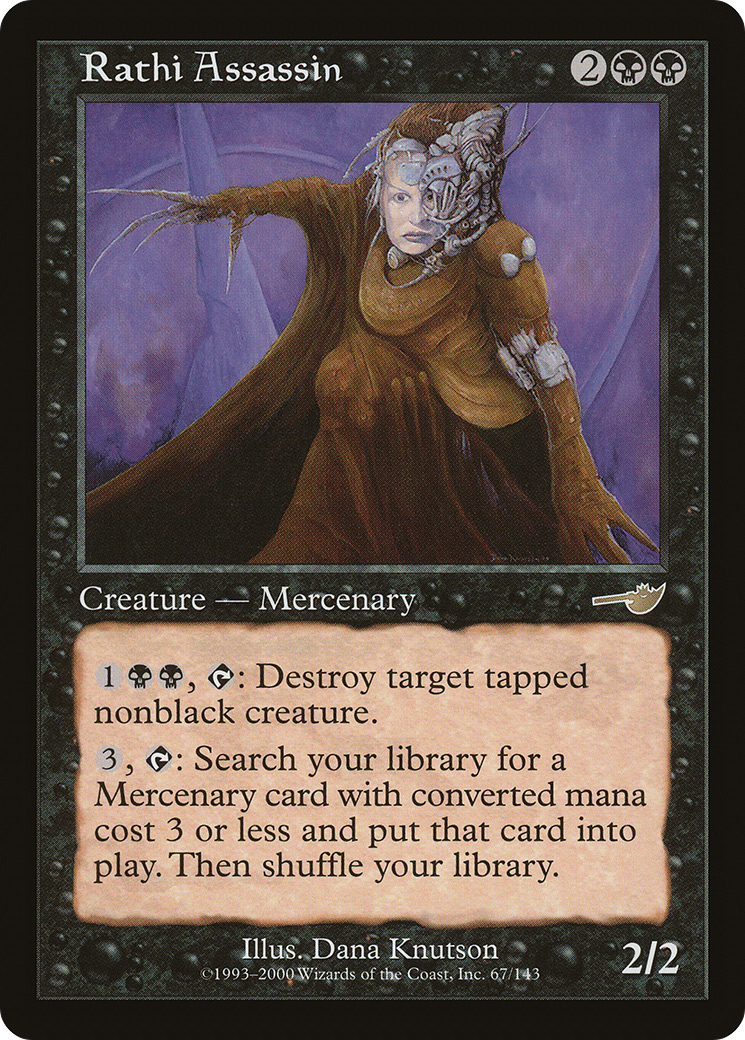 Rathi Assassin 2
Creature — Mercenary
1, : Destroy target tapped
nonblack creature.
3, : Search your library for a
Mercenary card with converted mana
cost 3 or less and put that card into
play. Then shuffle your library.
Illus. Dana Knutson
©1993–2000 Wizards of the Coast, Inc. 67/143
2/2